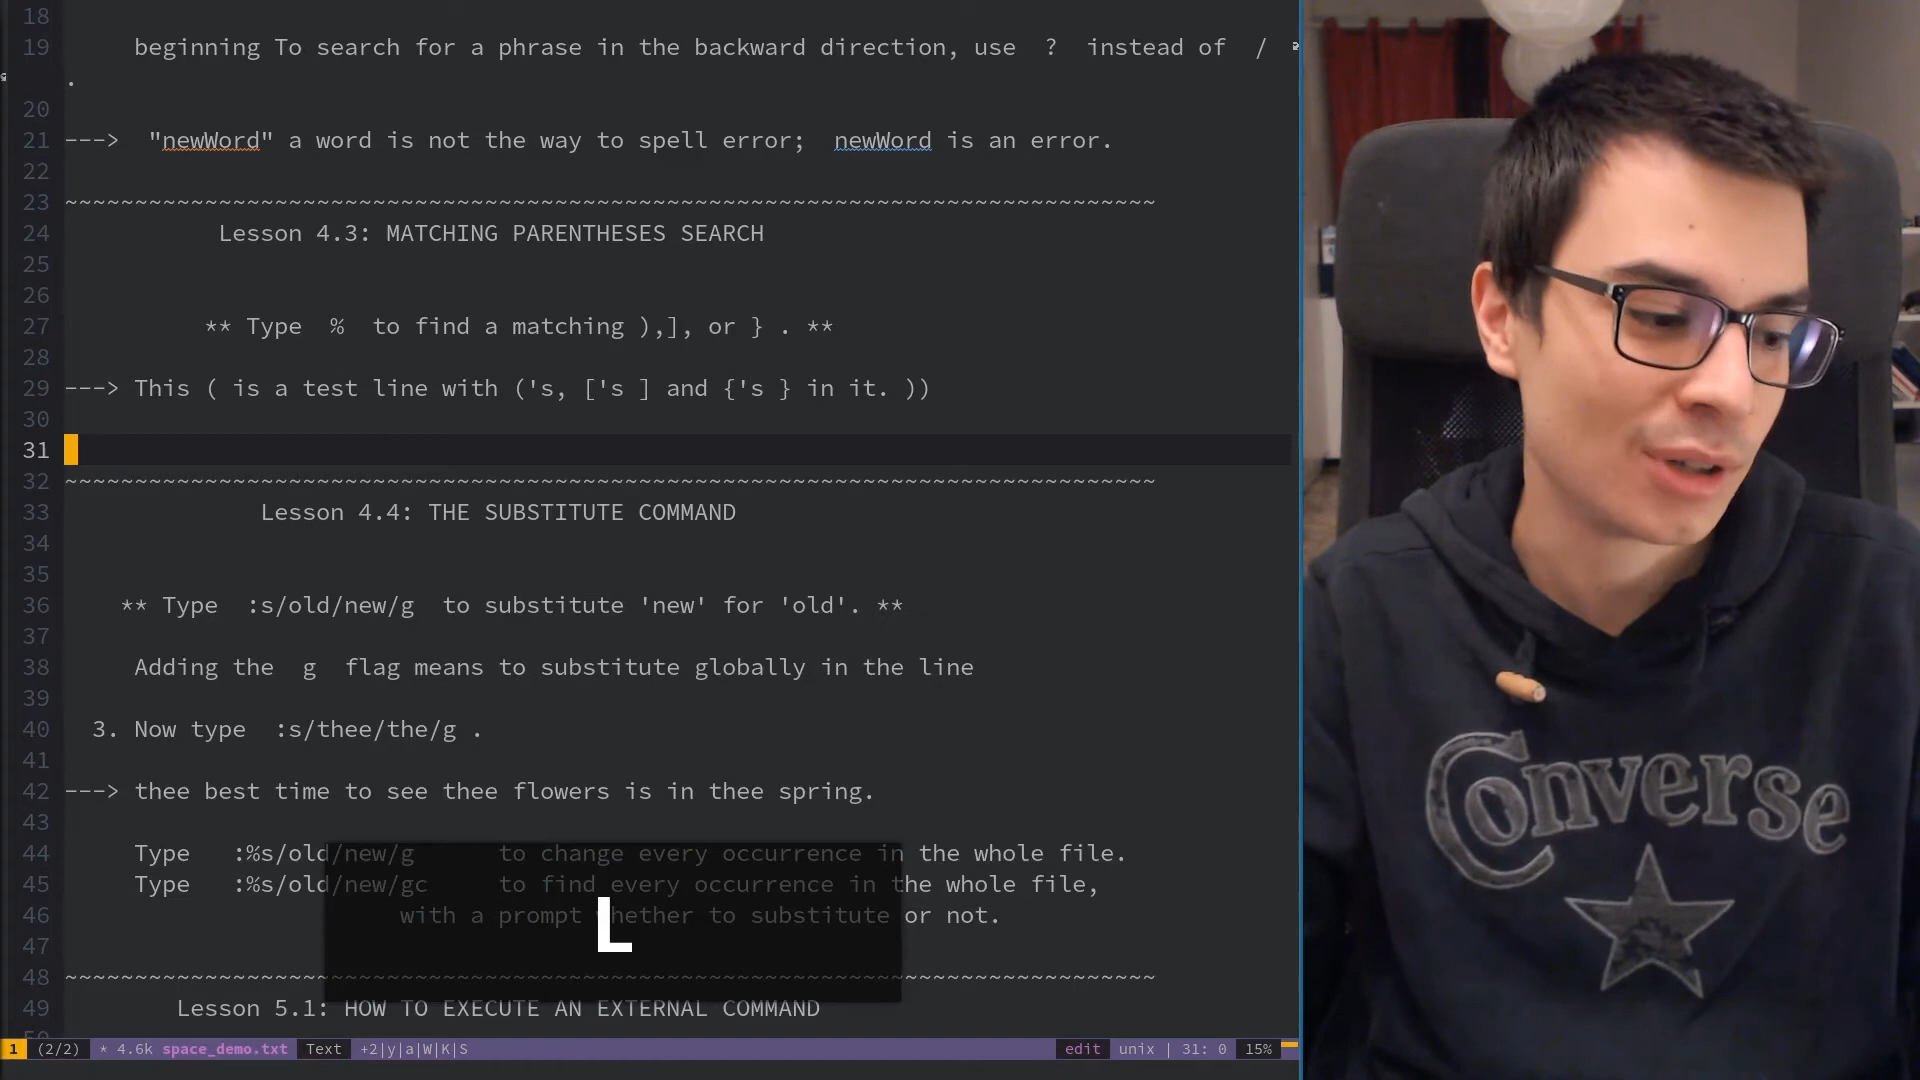 18
19 beginning To search for a phrase in the backward direction, use ? instead of /
.
20
21 ---> "newWord" a word is not the way to spell error; newWord is an error.
22
23 ~~~~~~~~~~~~~~~~~~~~~~~~~~~~~~~~~~~~~~~~~~~~~~~~~~~~~~~~~~~~~~~~~~~~~~~~~~~~~~
24 Lesson 4.3: MATCHING PARENTHESES SEARCH
25
26
27 ** Type % to find a matching ),], or } . **
28
29 ---> This ( is a test line with ('s, ['s ] and {'s } in it. ))
30
31
32 ~~~~~~~~~~~~~~~~~~~~~~~~~~~~~~~~~~~~~~~~~~~~~~~~~~~~~~~~~~~~~~~~~~~~~~~~~~~~~~
33 Lesson 4.4: THE SUBSTITUTE COMMAND
34
35
36 ** Type :s/old/new/g to substitute 'new' for 'old'. **
37
38 Adding the g flag means to substitute globally in the line
39
40 3. Now type :s/thee/the/g .
41
42 ---> thee best time to see thee flowers is in thee spring.
43
44 Type :%s/old/new/g to change every occurrence in the whole file.
45 Type :%s/old/new/gc to find every occurrence in the whole file,
46 with a prompt whether to substitute or not.
L
47
48 ~~~~~~~~~~~~~~~~~~~~~~~~~~~~~~~~~~~~~~~~~~~~~~~~~~~~~~~~~~~~~~~~~~~~~~~~~~~~~~
49 Lesson 5.1: HOW TO EXECUTE AN EXTERNAL COMMAND
50
1 (2/2) * 4.6k space_demo.txt Text +2|y|a|W|K|S edit unix | 31: 0 15%
Converse